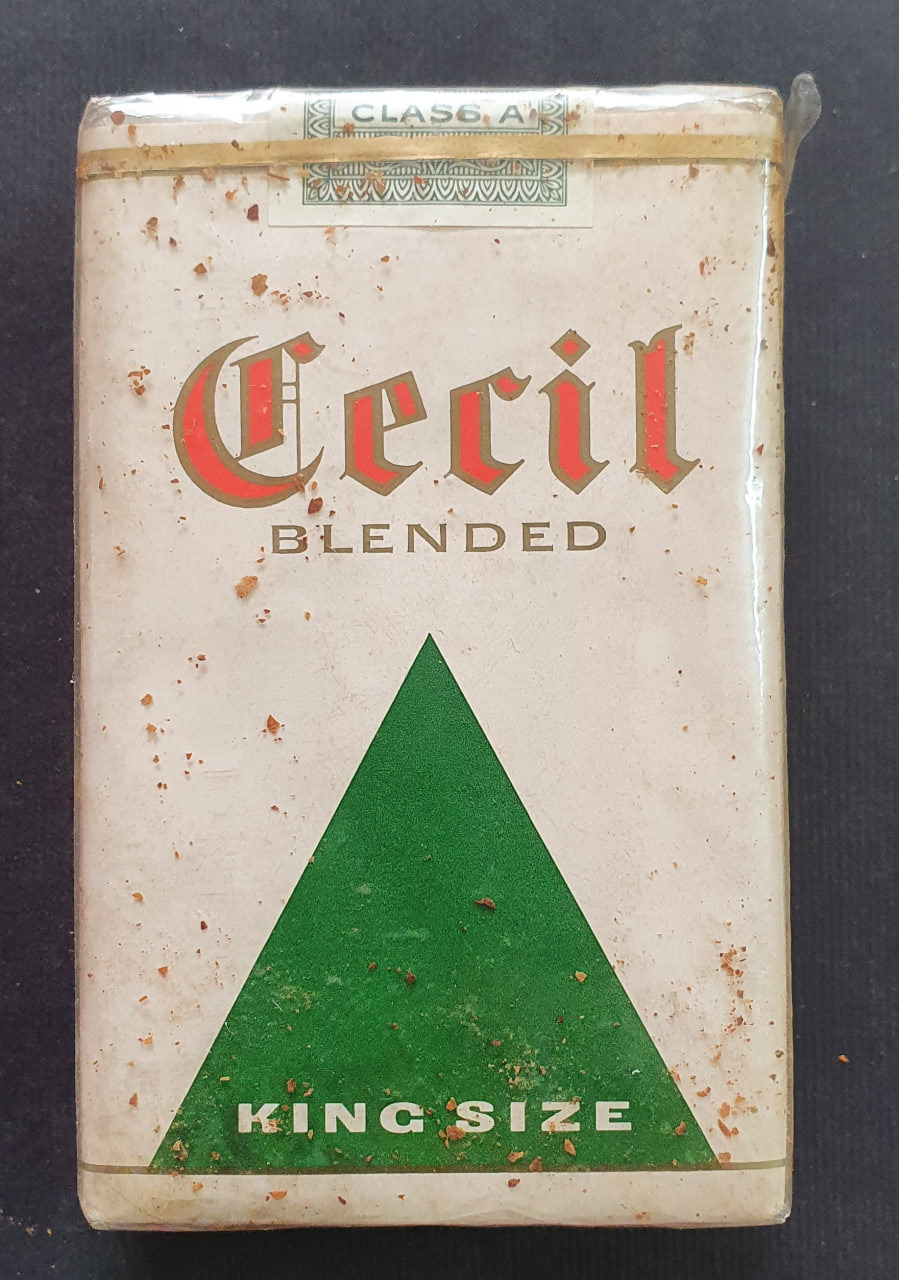 CLASS A
Cecil
BLENDED
KING SIZE